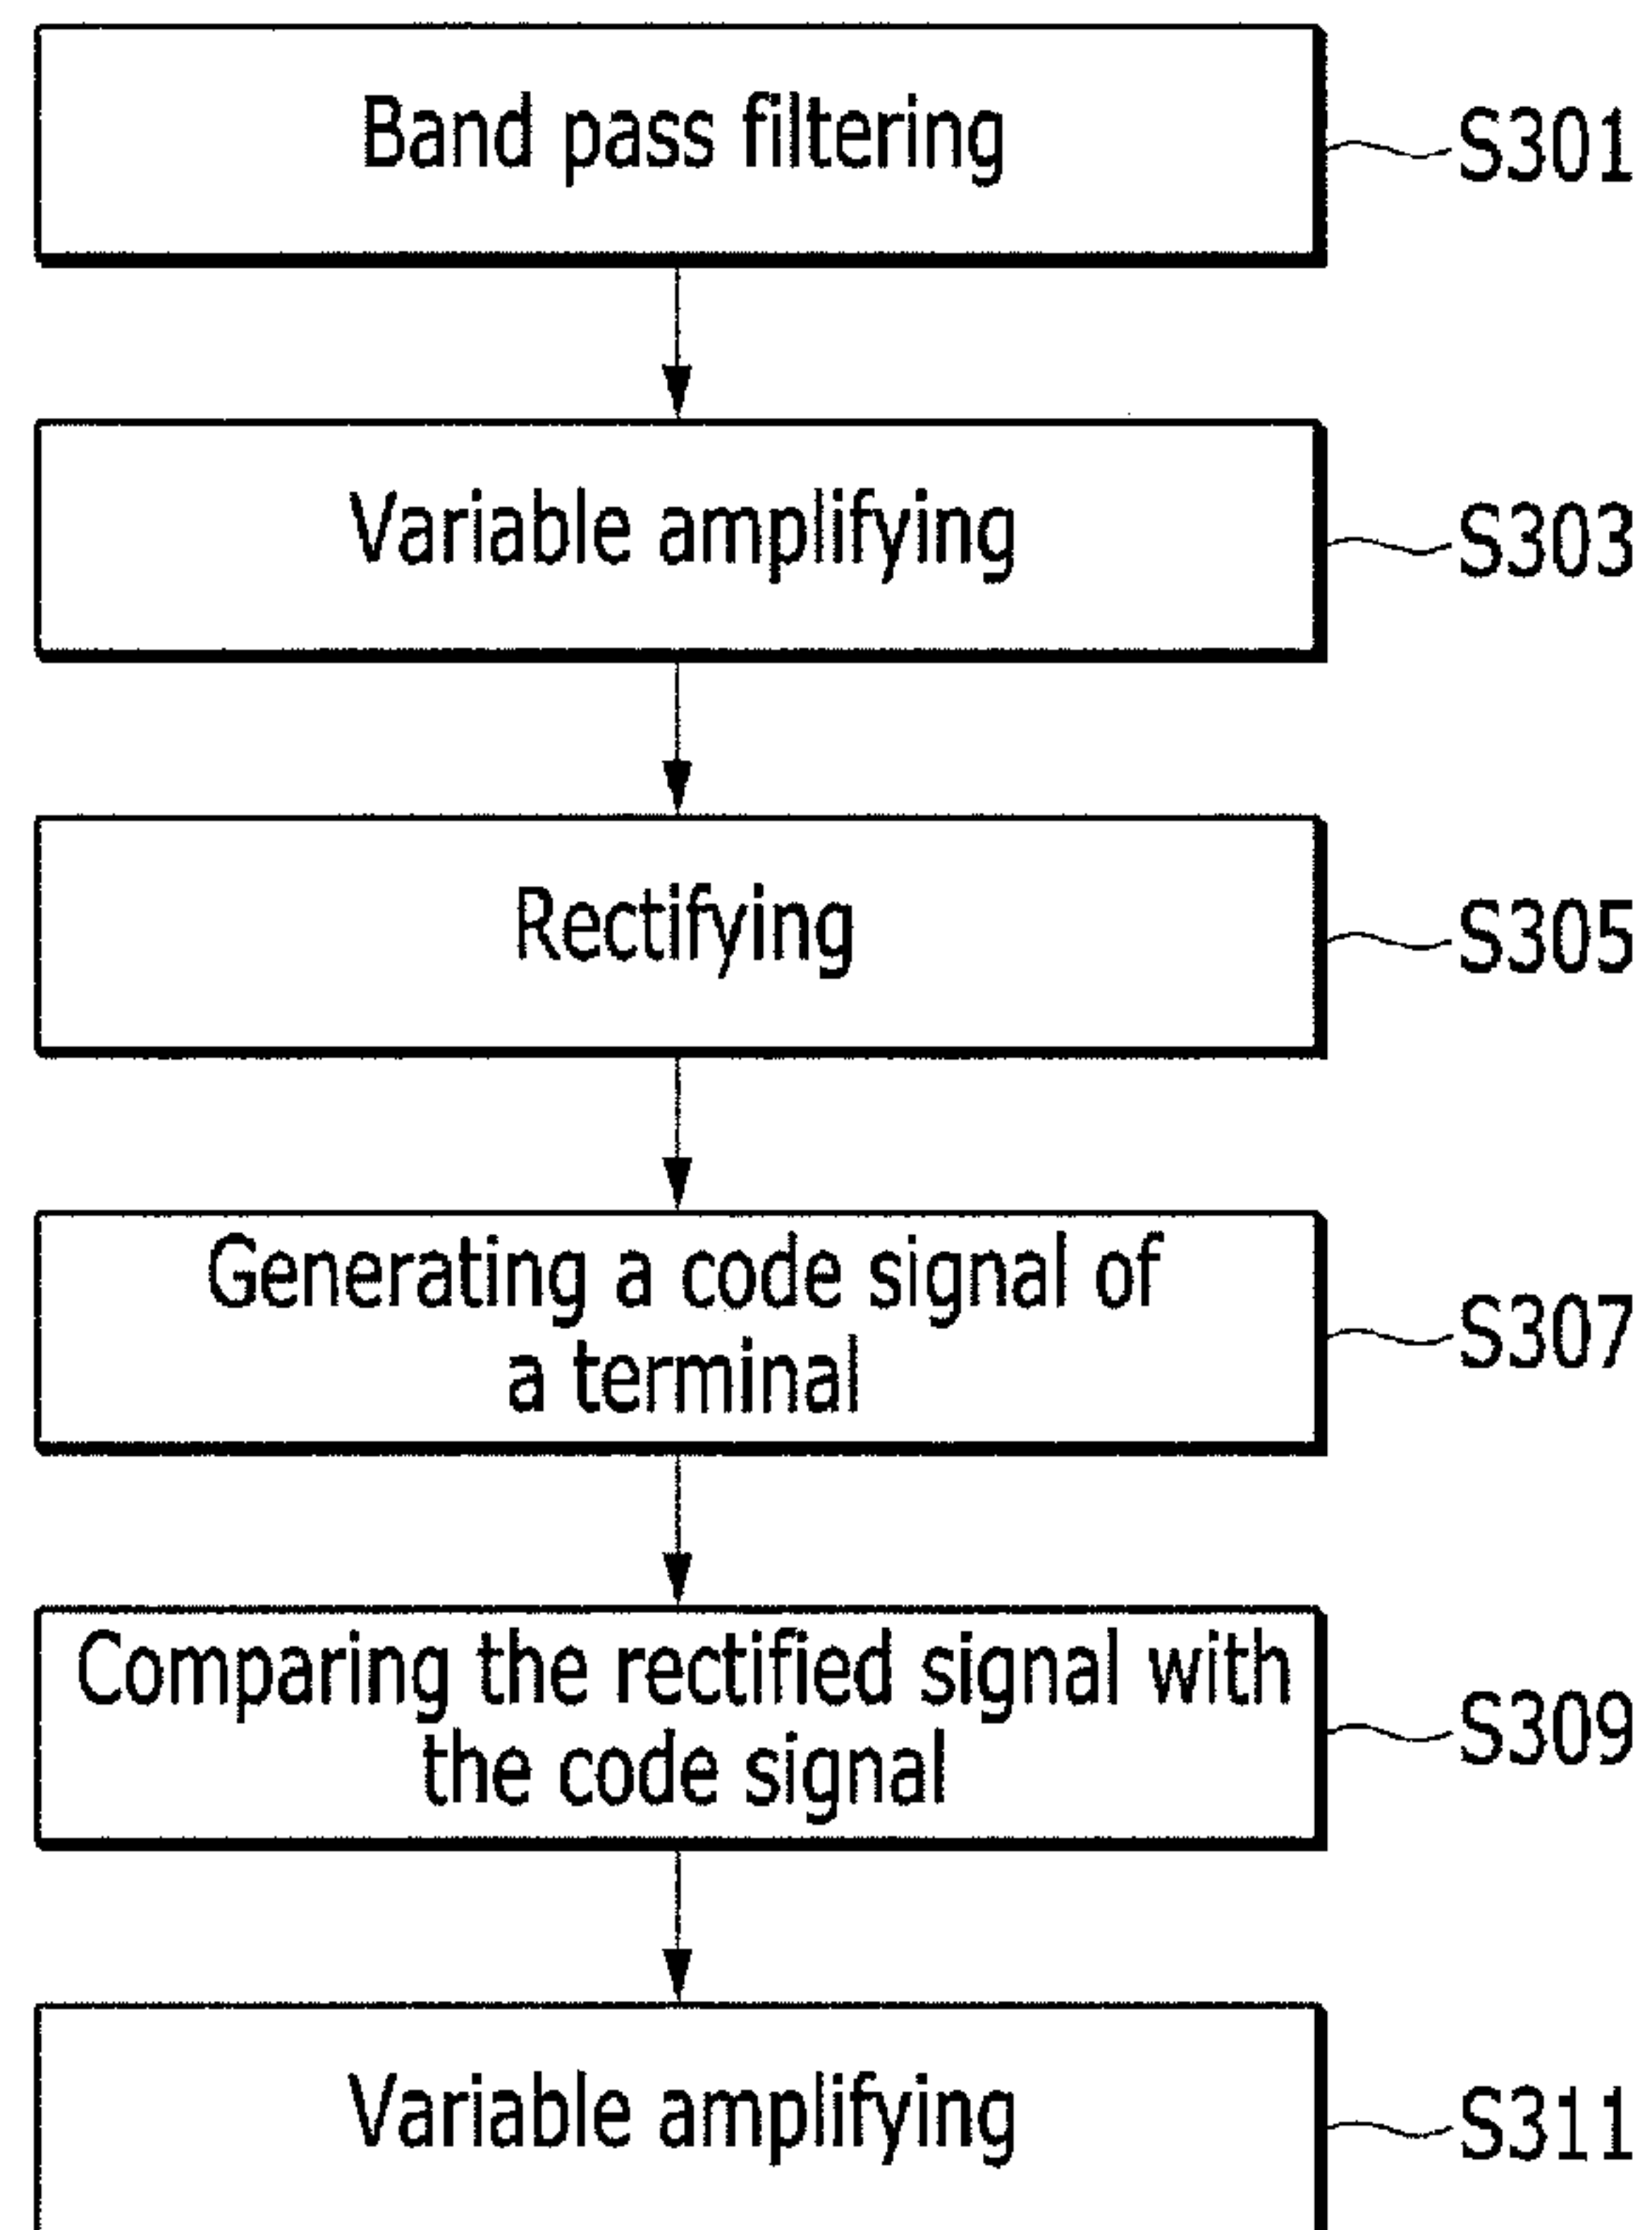 Band pass filtering
S301
Variable amplifying
S303
Rectifying
S305
Generating a code signal of
a terminal
S307
Comparing the rectified signal with
the code signal
S309
Variable amplifying
S311